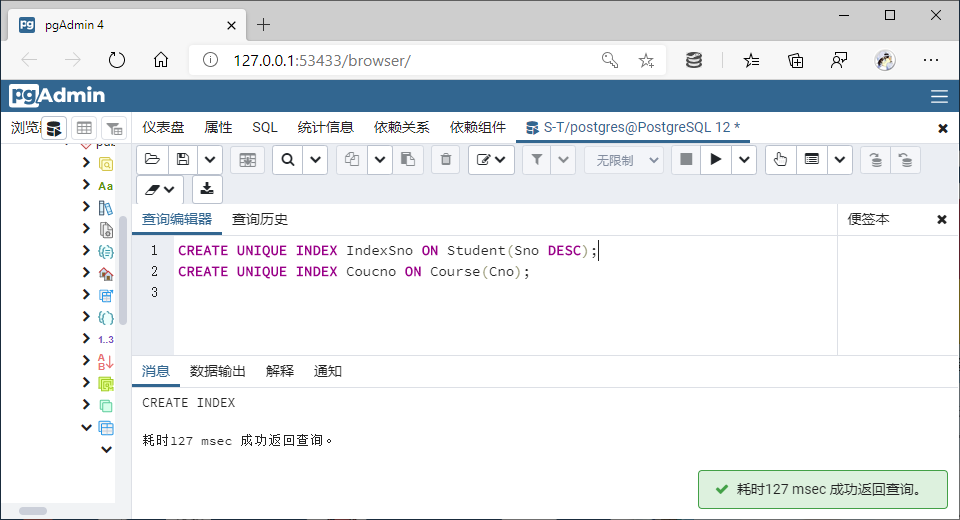 pgAdmin 4
127.0.0.1:53433/browser/
pgAdmin
浏览器
仪表盘 属性 SQL 统计信息 依赖关系 依赖组件 S-T/postgres@PostgreSQL 12 *
无限制
查询编辑器 查询历史 便签本
1 CREATE UNIQUE INDEX IndexSno ON Student(Sno DESC);
2 CREATE UNIQUE INDEX Coucno ON Course(Cno);
3
Aa
1..3
A
B
消息 数据输出 解释 通知
CREATE INDEX
耗时127 msec 成功返回查询。
耗时127 msec 成功返回查询。